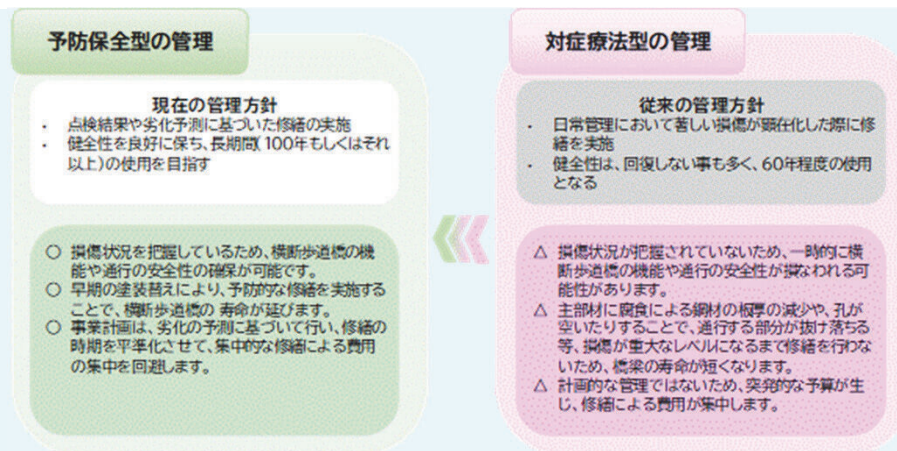 予防保全型の管理
現在の管理方針
・ 点検結果や劣化予測に基づいた修繕の実施
・ 健全性を良好に保ち、長期間(100年もしくはそれ
以上)の使用を目指す
○ 損傷状況を把握しているため、横断歩道橋の機
能や通行の安全性の確保が可能です。
○ 早期の塗装替えにより、予防的な修繕を実施する
ことで、横断歩道橋の 寿命が延びます。
○ 事業計画は、劣化の予測に基づいて行い、修繕の
時期を平準化させて、集中的な修繕による費用
の集中を回避します。
対症療法型の管理
従来の管理方針
・ 日常管理において著しい損傷が顕在化した際に修
繕を実施
・ 健全性は、回復しない事も多く、60年程度の使用
となる
△ 損傷状況が把握されていないため、一時的に横
断歩道橋の機能や通行の安全性が損なわれる可
能性があります。
△ 主部材に腐食による鋼材の板厚の減少や、孔が
空いたりすることで、通行する部分が抜け落ちる
等、損傷が重大なレベルになるまで修繕を行わな
いため、橋梁の寿命が短くなります。
△ 計画的な管理ではないため、突発的な予算が生
じ、修繕による費用が集中します。